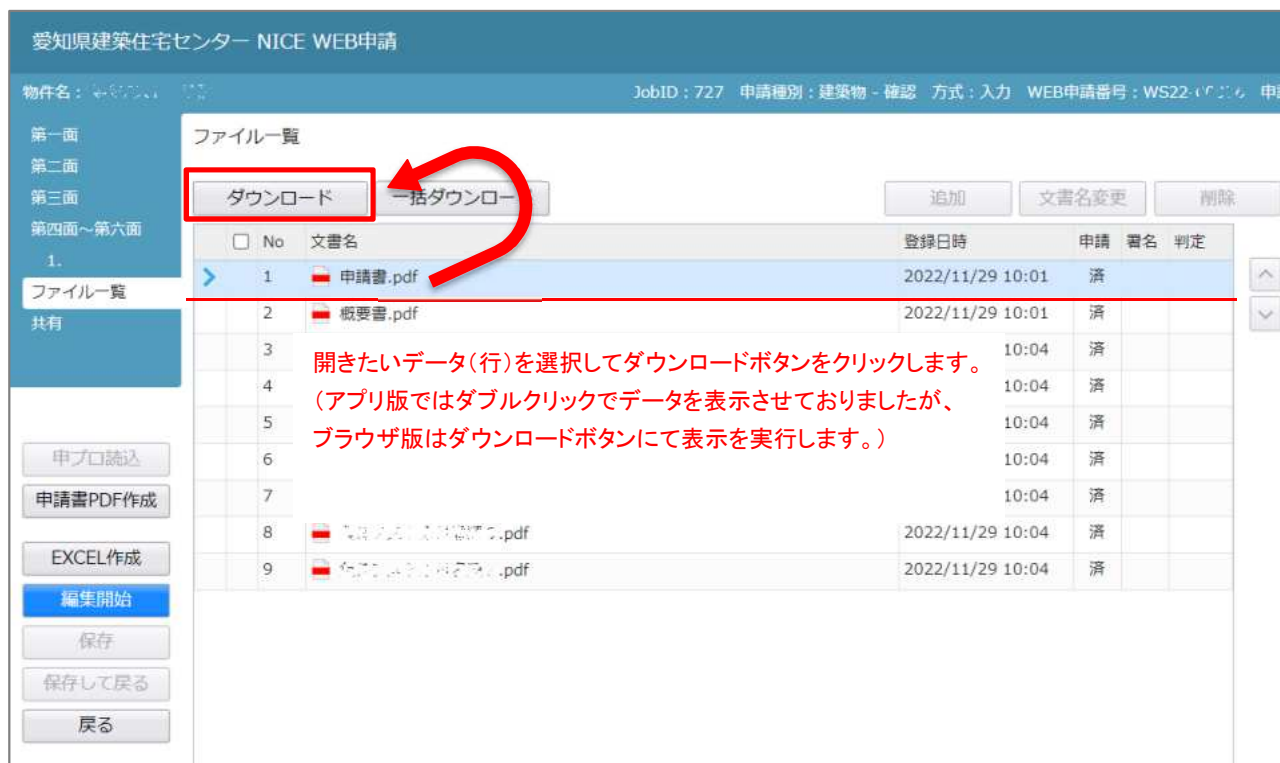 愛知県建築住宅センター NICE WEB申請
物件名：
JobID：727 申請種別：建築物 - 確認 方式：入力 WEB申請番号：WS22-
第一面
第二面
第三面
第四面～第六面
1.
ファイル一覧
共有
申プロ読込
申請書PDF作成
EXCEL作成
編集開始
保存
保存して戻る
戻る
ファイル一覧
ダウンロード 一括ダウンロー 追加 文書名変更 削除
No 文書名 登録日時 申請 署名 判定
1 申請書.pdf 2022/11/29 10:01 済
2 概要書.pdf 2022/11/29 10:01 済
3 10:04 済
4 10:04 済
5 10:04 済
6 10:04 済
7 10:04 済
8 .pdf 2022/11/29 10:04 済
9 .pdf 2022/11/29 10:04 済
開きたいデータ（行）を選択してダウンロードボタンをクリックします。
（アプリ版ではダブルクリックでデータを表示させておりましたが、
ブラウザ版はダウンロードボタンにて表示を実行します。）